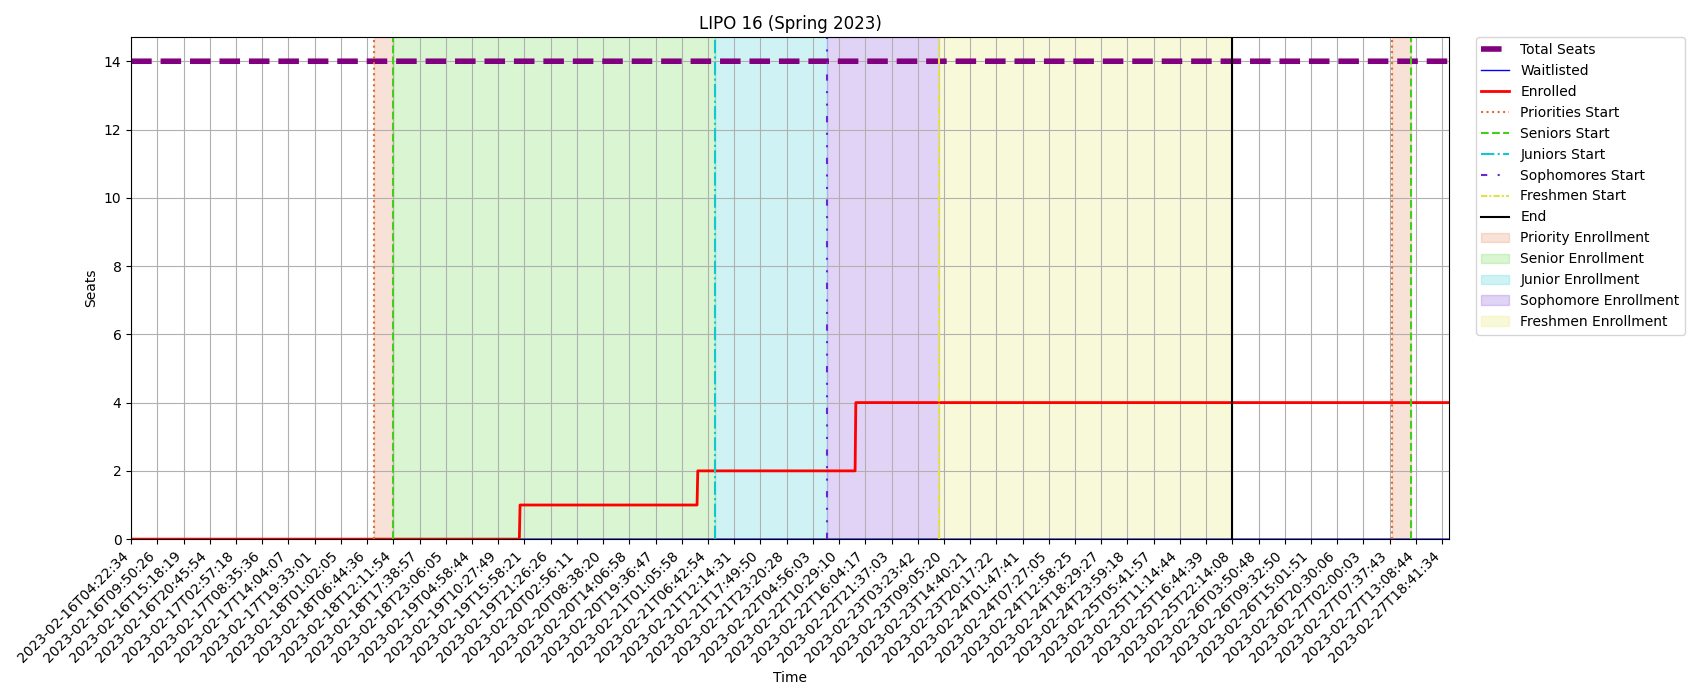 LIPO 16 (Spring 2023)
Seats
14
12
10
8
6
4
2
0
2023-02-16T04:22:34
2023-02-16T09:50:26
2023-02-16T15:18:19
2023-02-16T20:45:54
2023-02-17T02:57:18
2023-02-17T08:35:36
2023-02-17T14:04:07
2023-02-17T19:33:01
2023-02-18T01:02:05
2023-02-18T06:44:36
2023-02-18T12:11:54
2023-02-18T17:38:57
2023-02-18T23:06:05
2023-02-19T04:58:44
2023-02-19T10:27:49
2023-02-19T15:58:21
2023-02-19T21:26:26
2023-02-20T02:56:11
2023-02-20T08:38:20
2023-02-20T14:06:58
2023-02-20T19:36:47
2023-02-21T01:05:58
2023-02-21T06:42:54
2023-02-21T12:14:31
2023-02-21T17:49:50
2023-02-21T23:20:28
2023-02-22T04:56:03
2023-02-22T10:29:10
2023-02-22T16:04:17
2023-02-22T21:37:03
2023-02-23T03:23:42
2023-02-23T09:05:20
2023-02-23T14:40:21
2023-02-23T20:17:22
2023-02-24T01:47:41
2023-02-24T07:27:05
2023-02-24T12:58:25
2023-02-24T18:29:27
2023-02-24T23:59:18
2023-02-25T05:41:57
2023-02-25T11:14:44
2023-02-25T16:44:39
2023-02-25T22:14:08
2023-02-26T03:50:48
2023-02-26T09:32:50
2023-02-26T15:01:51
2023-02-26T20:30:06
2023-02-27T02:00:03
2023-02-27T07:37:43
2023-02-27T13:08:44
2023-02-27T18:41:34
Time
Total Seats
Waitlisted
Enrolled
Priorities Start
Seniors Start
Juniors Start
Sophomores Start
Freshmen Start
End
Priority Enrollment
Senior Enrollment
Junior Enrollment
Sophomore Enrollment
Freshmen Enrollment